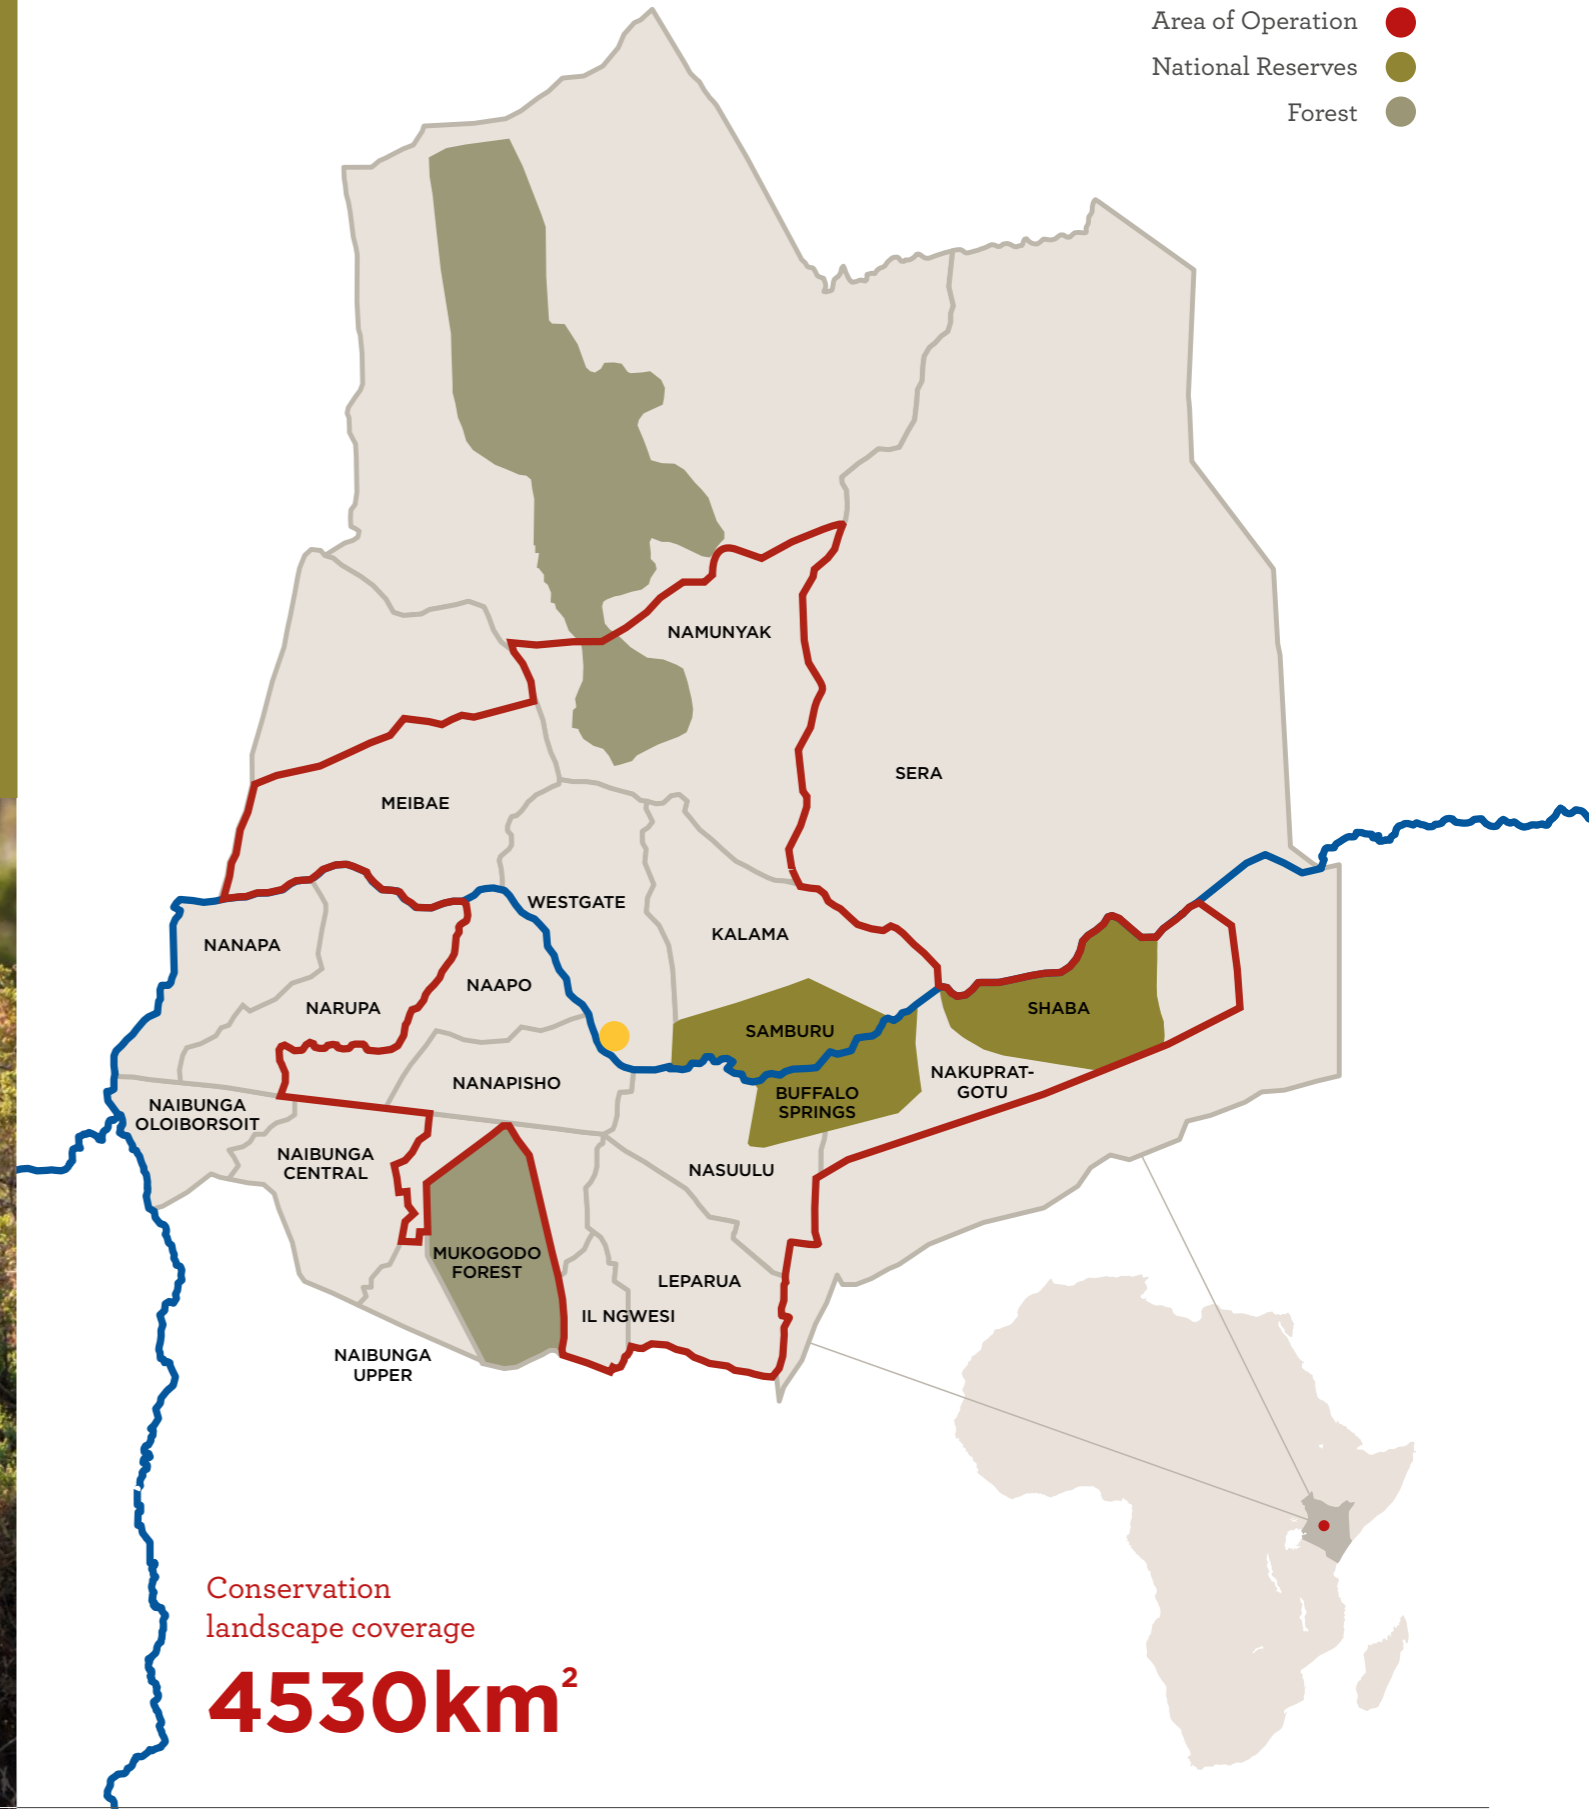 Area of Operation
National Reserves
Forest
NAMUNYAK
SERA
MEIBAE
WESTGATE
KALAMA
NANAPA
NAAPO
NARUPA
SHABA
SAMBURU
NANAPISHO
NAKUPRAT-
GOTU
BUFFALO
SPRINGS
NAIBUNGA
OLOIBORSOIT
NAIBUNGA
CENTRAL
NASUULU
MUKOGODO
FOREST
LEPARUA
IL NGWESI
NAIBUNGA
UPPER
Conservation
landscape coverage
4530km²